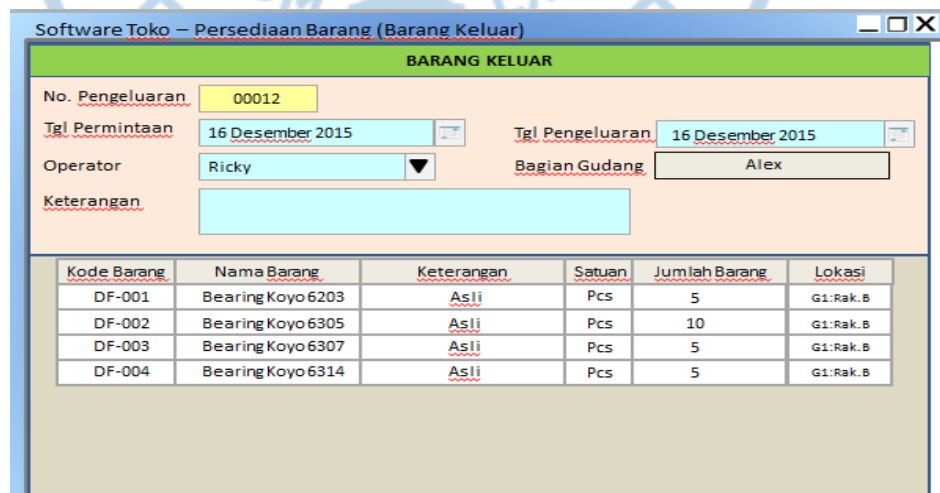 Software Toko – Persediaan Barang (Barang Keluar)
BARANG KELUAR
No. Pengeluaran 00012
Tgl Permintaan 16 Desember 2015 Tgl Pengeluaran 16 Desember 2015
Operator Ricky Bagian Gudang Alex
Keterangan
Kode Barang Nama Barang Keterangan Satuan Jumlah Barang Lokasi
DF-001 Bearing Koyo 6203 Asli Pcs 5 G1:Rak.B
DF-002 Bearing Koyo 6305 Asli Pcs 10 G1:Rak.B
DF-003 Bearing Koyo 6307 Asli Pcs 5 G1:Rak.B
DF-004 Bearing Koyo 6314 Asli Pcs 5 G1:Rak.B